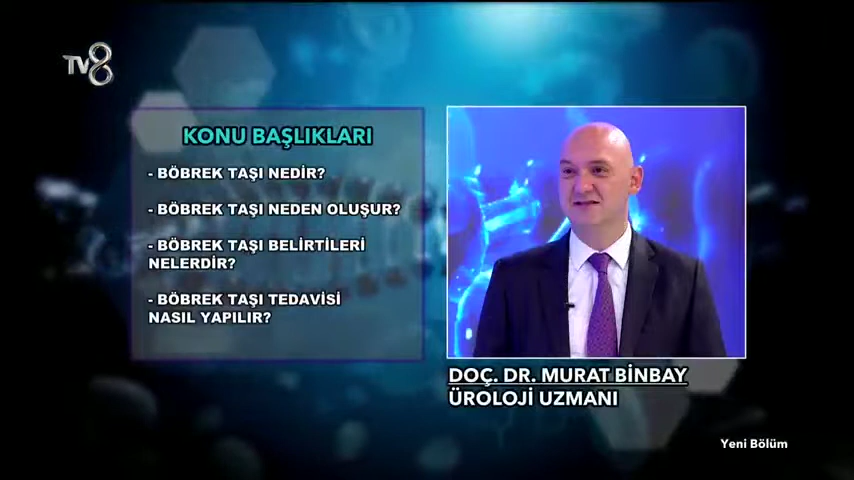 TV8
KONU BAŞLIKLARI
- BÖBREK TAŞI NEDİR?
- BÖBREK TAŞI NEDEN OLUŞUR?
- BÖBREK TAŞI BELİRTİLERİ
NELERDİR?
- BÖBREK TAŞI TEDAVİSİ
NASIL YAPILIR?
DOÇ. DR. MURAT BİNBAY
ÜROLOJİ UZMANI
Yeni Bölüm